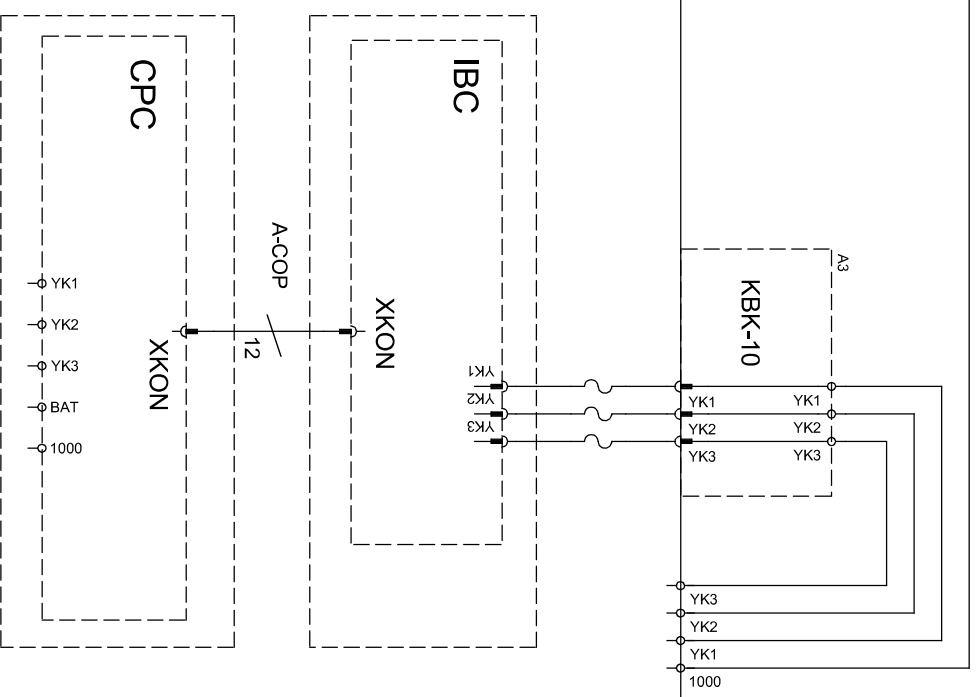 CPC
YK1
YK2
YK3
BAT
1000
XKON
A-COP
12
IBC
XKON
YK1
YK2
YK3
A3
KBK-10
YK1
YK2
YK3
YK1
YK2
YK3
YK3
YK2
YK1
1000